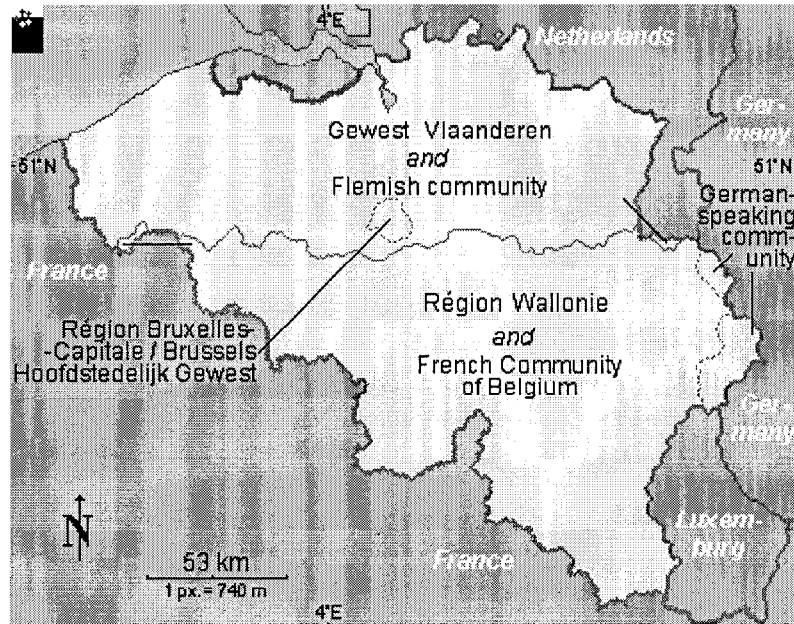 4°E
Netherlands
Ger-
many
Gewest Vlaanderen
and
Flemish community
51°N
51°N
German-
speaking
comm-
unity
France
Région Wallonie
and
French Community
of Belgium
Région Bruxelles-
-Capitale / Brussels
Hoofdstedelijk Gewest
Ger-
many
Luxem-
burg
N
53 km
1 px. = 740 m
France
4°E